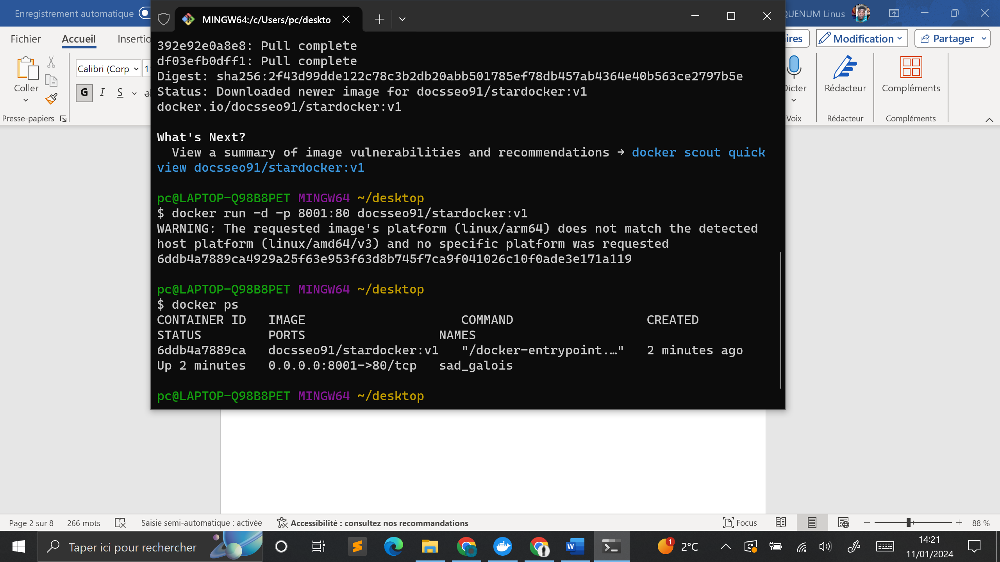 Enregistrement automatique
MINGW64:/c/Users/pc/deskto
QUENUM Linus
Fichier
Accueil
Insertio
ires
Modification
Partager
Coller
Calibri (Corp
G I S
Presse-papiers
Dicter
Rédacteur
Compléments
Voix
Rédacteur
Compléments
392e92e0a8e8: Pull complete
df03efb0dff1: Pull complete
Digest: sha256:2f43d99dde122c78c3b2db20abb501785ef78db457ab4364e40b563ce2797b5e
Status: Downloaded newer image for docsseo91/stardocker:v1
docker.io/docsseo91/stardocker:v1
What's Next?
View a summary of image vulnerabilities and recommendations → docker scout quick
view docsseo91/stardocker:v1
pc@LAPTOP-Q98B8PET MINGW64 ~/desktop
$ docker run -d -p 8001:80 docsseo91/stardocker:v1
WARNING: The requested image's platform (linux/arm64) does not match the detected
host platform (linux/amd64/v3) and no specific platform was requested
6ddb4a7889ca4929a25f63e953f63d8b745f7ca9f041026c10f0ade3e171a119
pc@LAPTOP-Q98B8PET MINGW64 ~/desktop
$ docker ps
CONTAINER ID IMAGE COMMAND CREATED
STATUS PORTS NAMES
6ddb4a7889ca docsseo91/stardocker:v1 "/docker-entrypoint.…" 2 minutes ago
Up 2 minutes 0.0.0.0:8001->80/tcp sad_galois
pc@LAPTOP-Q98B8PET MINGW64 ~/desktop
Page 2 sur 8
266 mots
Saisie semi-automatique : activée
Accessibilité : consultez nos recommandations
Focus
88 %
Taper ici pour rechercher
1
2°C
14:21
11/01/2024